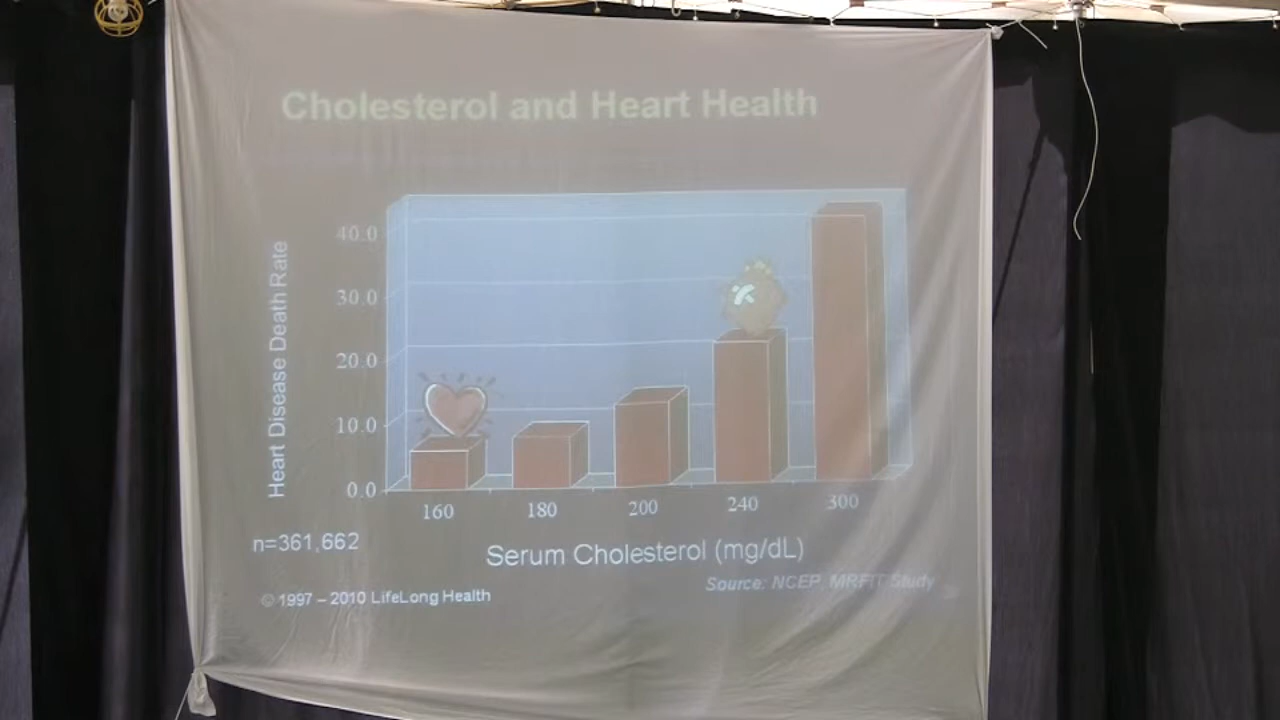 Cholesterol and Heart Health
Heart Disease Death Rate
40.0
30.0
20.0
10.0
0.0
160 180 200 240 300
n=361,662
Serum Cholesterol (mg/dL)
Source: NCEP, MRFIT Study
© 1997 – 2010 LifeLong Health